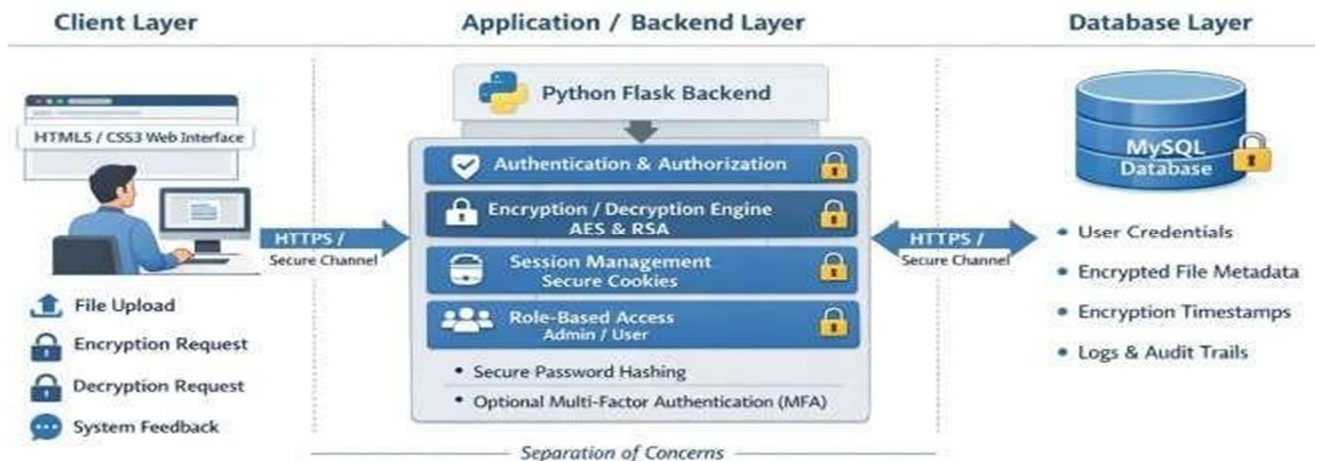 Client Layer
Application / Backend Layer
Database Layer
HTML5 / CSS3 Web Interface
File Upload
Encryption Request
Decryption Request
System Feedback
HTTPS /
Secure Channel
Python Flask Backend
Authentication & Authorization
Encryption / Decryption Engine
AES & RSA
Session Management
Secure Cookies
Role-Based Access
Admin / User
• Secure Password Hashing
• Optional Multi-Factor Authentication (MFA)
Separation of Concerns
HTTPS /
Secure Channel
MySQL
Database
• User Credentials
• Encrypted File Metadata
• Encryption Timestamps
• Logs & Audit Trails